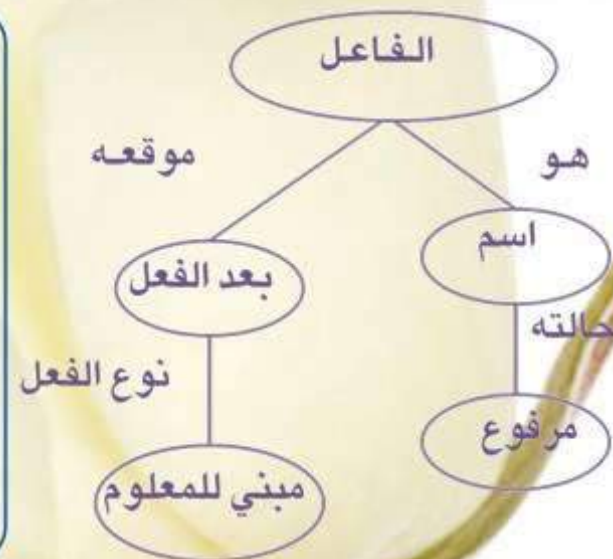 الفاعل
هو
موقعه
اسم
بعد الفعل
حالته
نوع الفعل
مرفوع
مبني للمعلوم